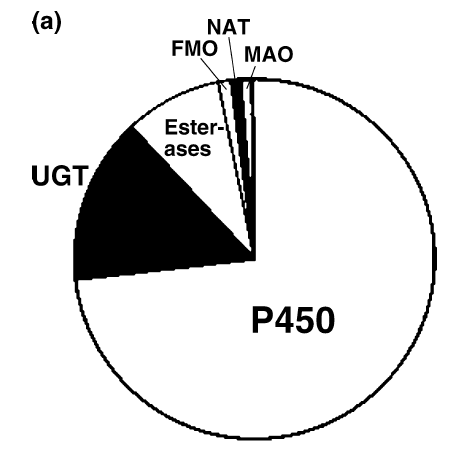 (a)
NAT
FMO
MAO
Ester-
ases
UGT
P450